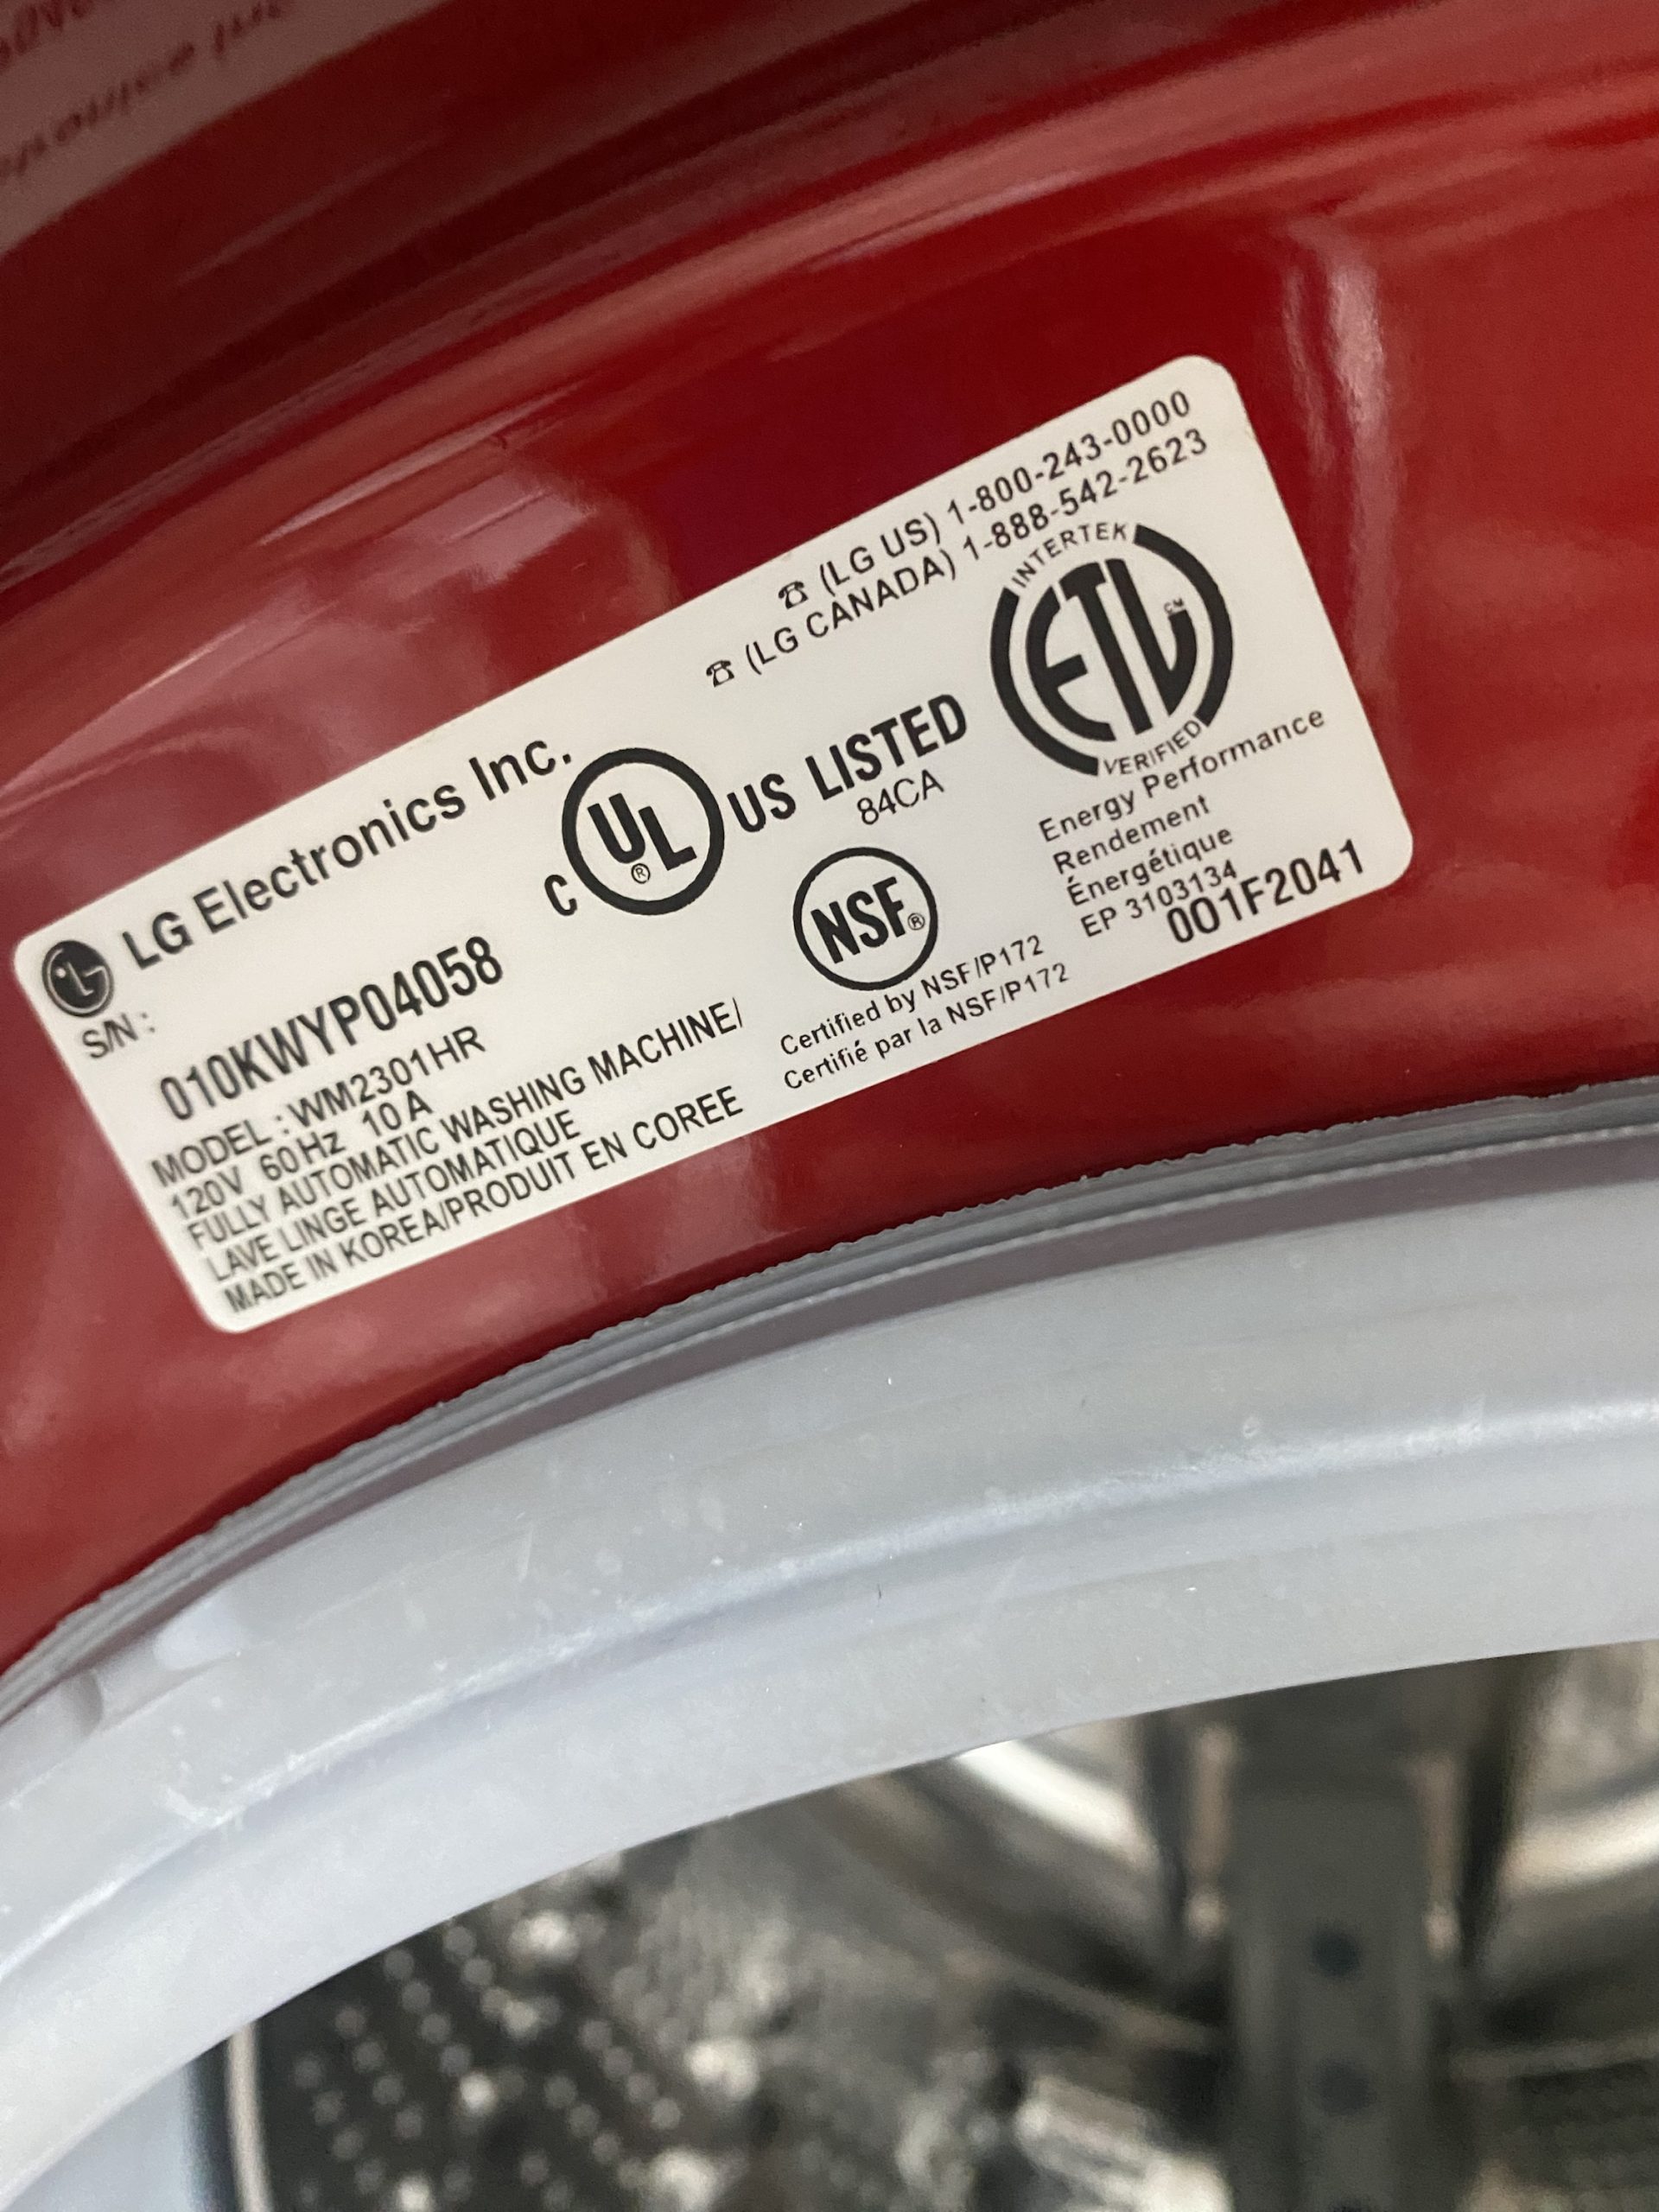 ☎ (LG US) 1-800-243-0000
☎ (LG CANADA) 1-888-542-2623
LG LG Electronics Inc.
S/N :
010KWYP04058
MODEL : WM2301HR
120V 60Hz 10A
FULLY AUTOMATIC WASHING MACHINE/
LAVE LINGE AUTOMATIQUE
MADE IN KOREA/PRODUIT EN COREE
C UL ® US LISTED
84CA
NSF®
Certified by NSF/P172
Certifié par la NSF/P172
INTERTEK
ETL CM
VERIFIED
Energy Performance
Rendement
Énergétique
EP 3103134
001F2041